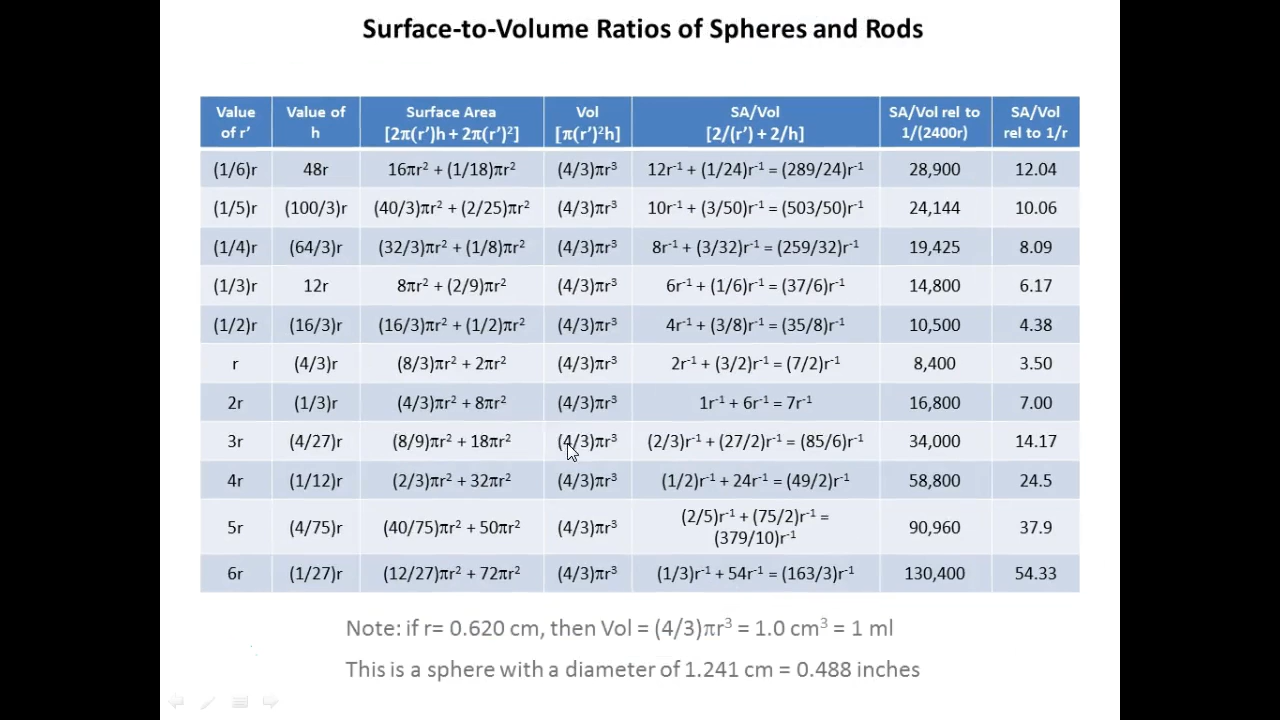 Surface-to-Volume Ratios of Spheres and Rods
Value of r’ | Value of h | Surface Area [2π(r’)h + 2π(r’)²] | Vol [π(r’)²h] | SA/Vol [2/(r’) + 2/h] | SA/Vol rel to 1/(2400r) | SA/Vol rel to 1/r
(1/6)r | 48r | 16πr² + (1/18)πr² | (4/3)πr³ | 12r⁻¹ + (1/24)r⁻¹ = (289/24)r⁻¹ | 28,900 | 12.04
(1/5)r | (100/3)r | (40/3)πr² + (2/25)πr² | (4/3)πr³ | 10r⁻¹ + (3/50)r⁻¹ = (503/50)r⁻¹ | 24,144 | 10.06
(1/4)r | (64/3)r | (32/3)πr² + (1/8)πr² | (4/3)πr³ | 8r⁻¹ + (3/32)r⁻¹ = (259/32)r⁻¹ | 19,425 | 8.09
(1/3)r | 12r | 8πr² + (2/9)πr² | (4/3)πr³ | 6r⁻¹ + (1/6)r⁻¹ = (37/6)r⁻¹ | 14,800 | 6.17
(1/2)r | (16/3)r | (16/3)πr² + (1/2)πr² | (4/3)πr³ | 4r⁻¹ + (3/8)r⁻¹ = (35/8)r⁻¹ | 10,500 | 4.38
r | (4/3)r | (8/3)πr² + 2πr² | (4/3)πr³ | 2r⁻¹ + (3/2)r⁻¹ = (7/2)r⁻¹ | 8,400 | 3.50
2r | (1/3)r | (4/3)πr² + 8πr² | (4/3)πr³ | 1r⁻¹ + 6r⁻¹ = 7r⁻¹ | 16,800 | 7.00
3r | (4/27)r | (8/9)πr² + 18πr² | (4/3)πr³ | (2/3)r⁻¹ + (27/2)r⁻¹ = (85/6)r⁻¹ | 34,000 | 14.17
4r | (1/12)r | (2/3)πr² + 32πr² | (4/3)πr³ | (1/2)r⁻¹ + 24r⁻¹ = (49/2)r⁻¹ | 58,800 | 24.5
5r | (4/75)r | (40/75)πr² + 50πr² | (4/3)πr³ | (2/5)r⁻¹ + (75/2)r⁻¹ = (379/10)r⁻¹ | 90,960 | 37.9
6r | (1/27)r | (12/27)πr² + 72πr² | (4/3)πr³ | (1/3)r⁻¹ + 54r⁻¹ = (163/3)r⁻¹ | 130,400 | 54.33
Note: if r= 0.620 cm, then Vol = (4/3)πr³ = 1.0 cm³ = 1 ml
This is a sphere with a diameter of 1.241 cm = 0.488 inches